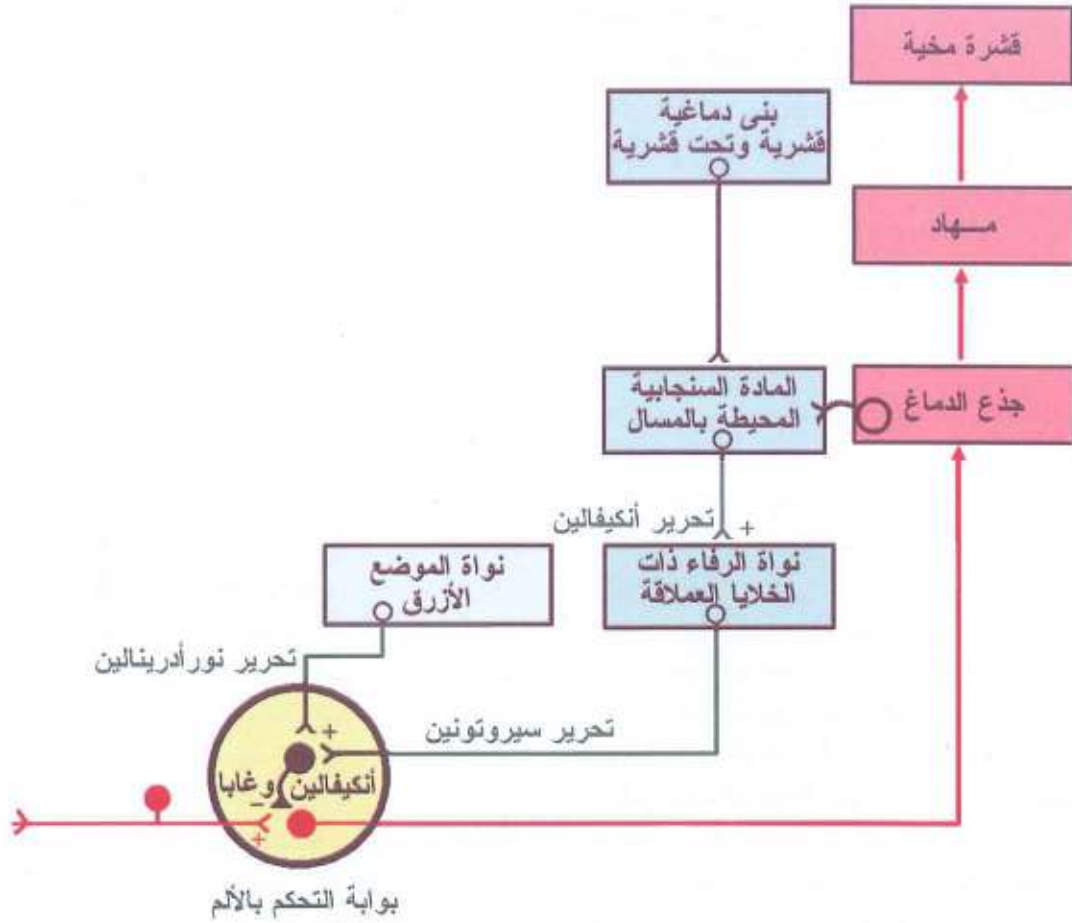 قشرة مخية
بنى دماغية
قشرية وتحت قشرية
مــهاد
المادة السنجابية
المحيطة بالمسال
جذع الدماغ
تحرير أنكيفالين
+
نواة الموضع
الأزرق
نواة الرفاء ذات
الخلايا العملاقة
تحرير نورأدرينالين
تحرير سيروتونين
+
أنكيفالين وغابا
−
+
بوابة التحكم بالألم